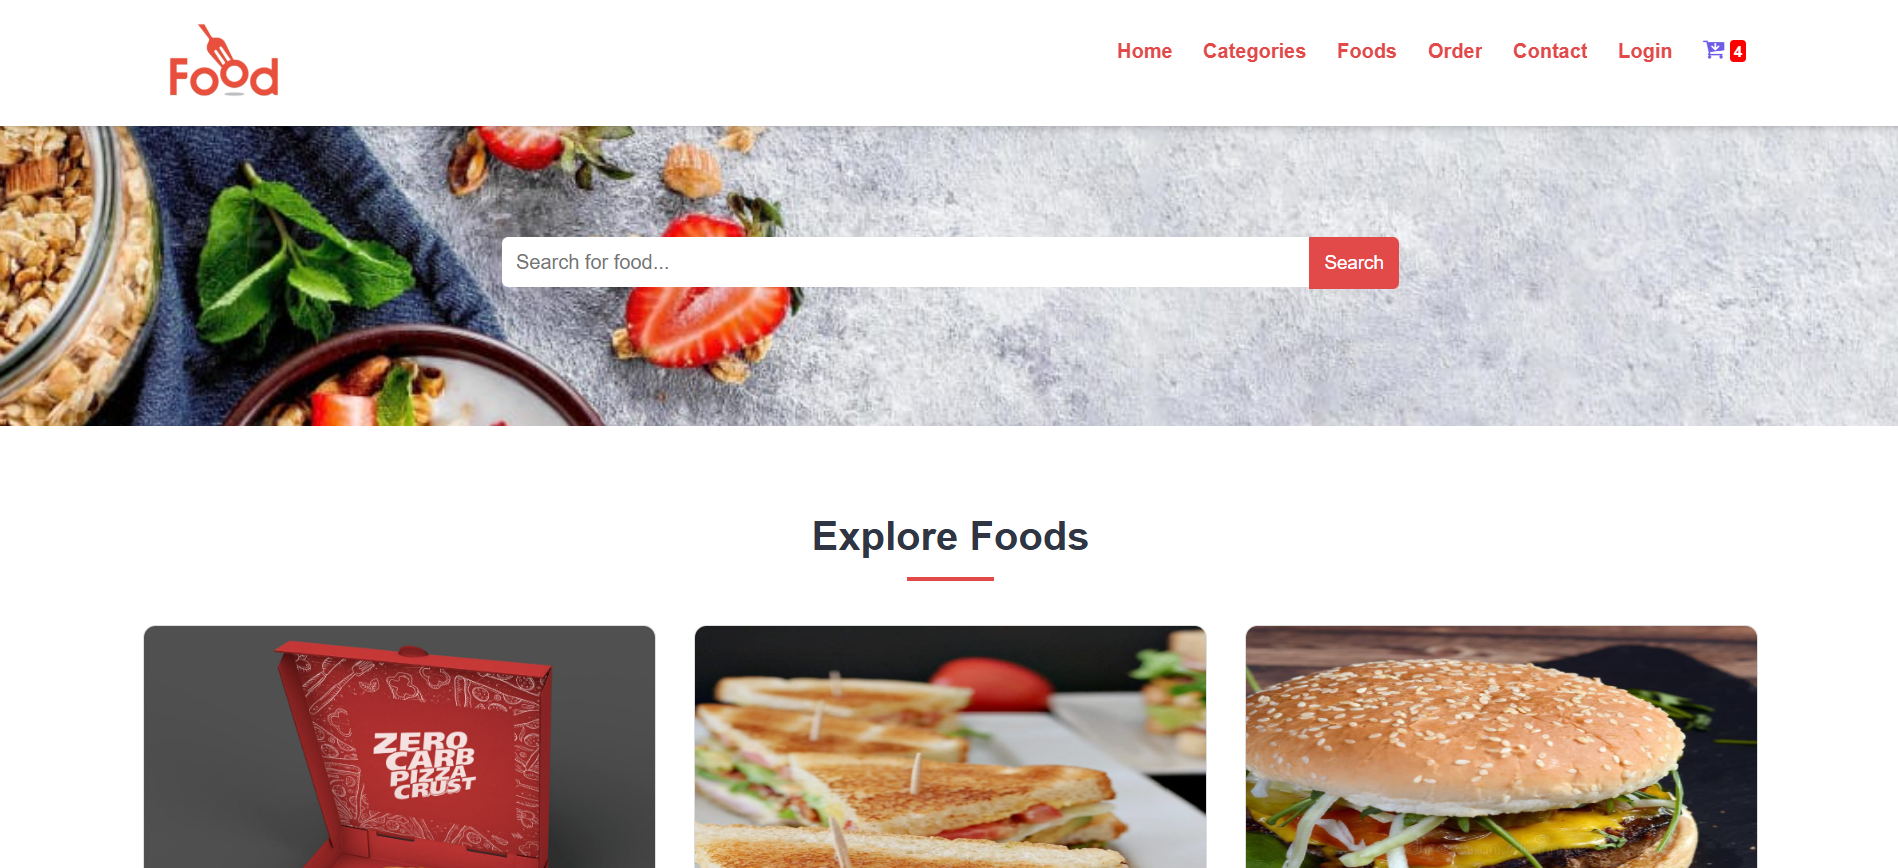 Food
Home Categories Foods Order Contact Login 4
Search for food... Search
Explore Foods
ZERO
CARB
PIZZA
CRUST